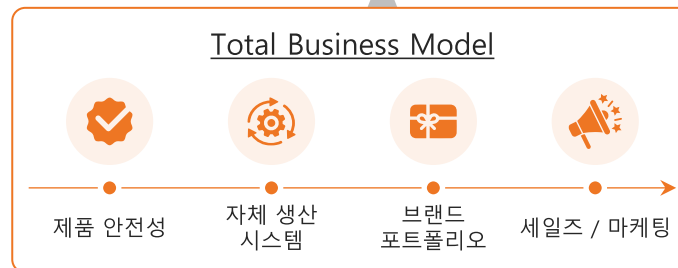 Total Business Model
제품 안전성
자체 생산
시스템
브랜드
포트폴리오
세일즈 / 마케팅